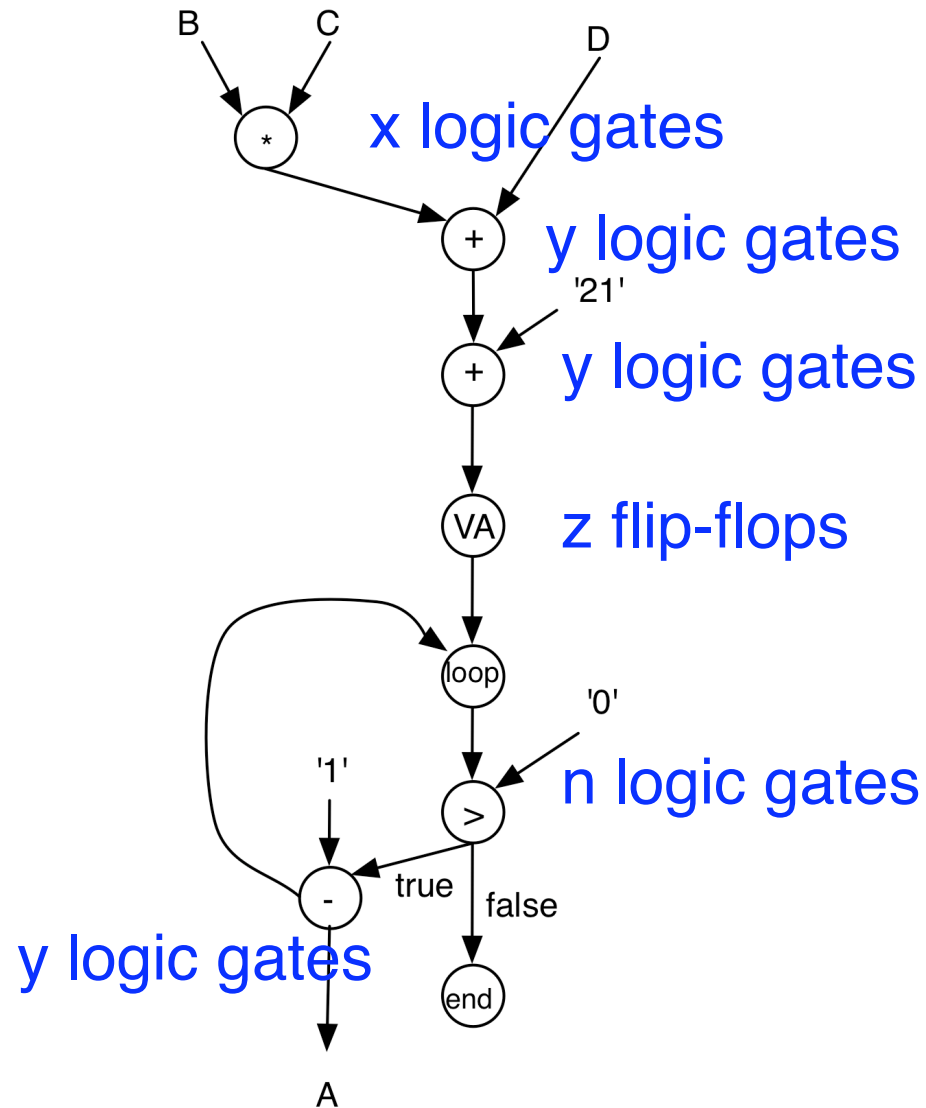 B
C
D
*
x logic gates
+
y logic gates
'21'
+
y logic gates
VA
z flip-flops
loop
'0'
'1'
n logic gates
>
true
-
false
y logic gates
end
A